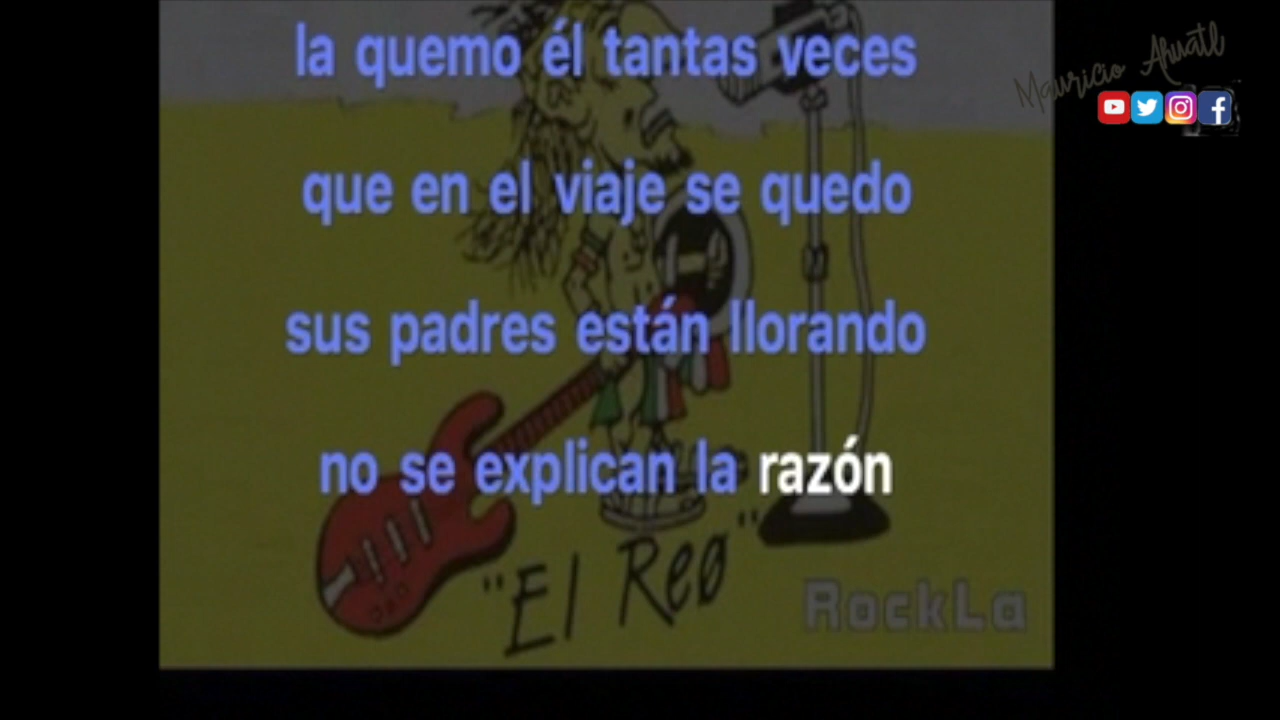 la quemo él tantas veces
Mauricio Ahuatl
que en el viaje se quedo
sus padres están llorando
no se explican la razón
"El Reø"
RockLa